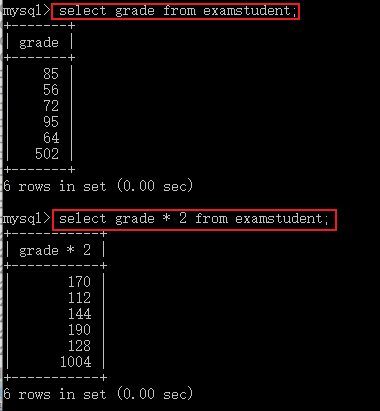 mysql> select grade from examstudent;
+-------+
| grade |
+-------+
|    85 |
|    56 |
|    72 |
|    95 |
|    64 |
|   502 |
+-------+
6 rows in set (0.00 sec)
mysql> select grade * 2 from examstudent;
+-----------+
| grade * 2 |
+-----------+
|       170 |
|       112 |
|       144 |
|       190 |
|       128 |
|      1004 |
+-----------+
6 rows in set (0.00 sec)